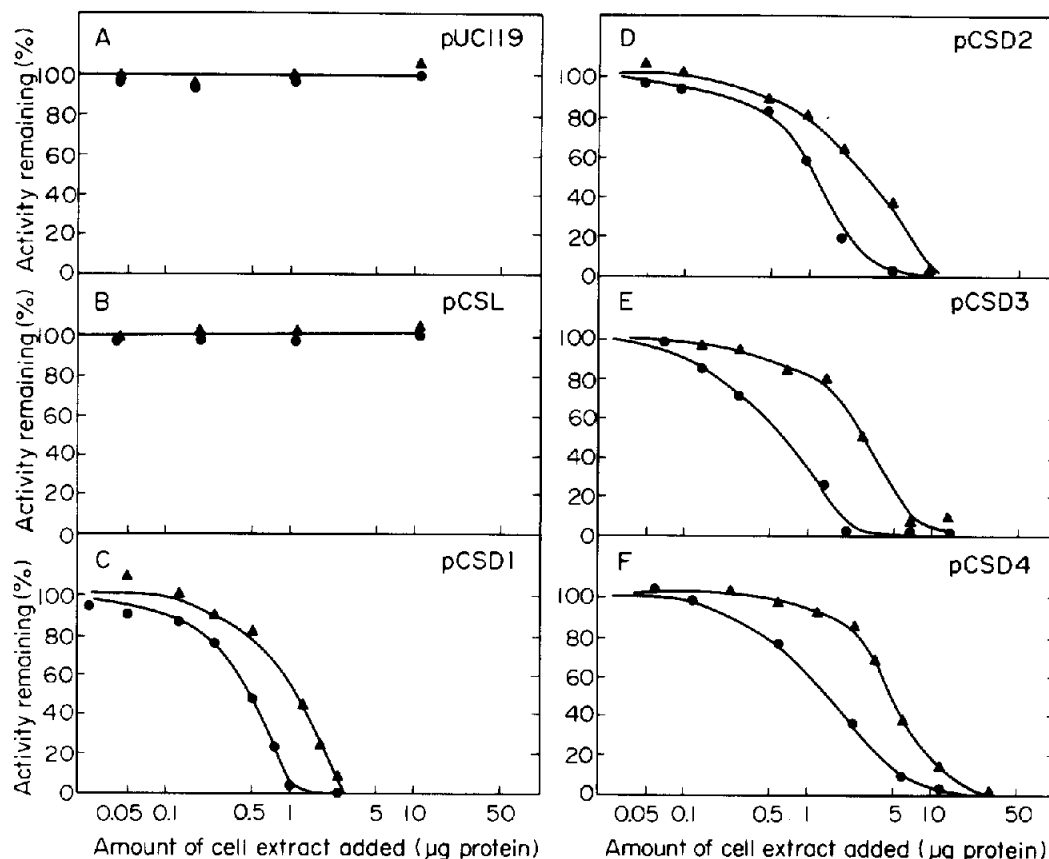 A pUC119
Activity remaining (%)
100
80
60
40
20
0
B pCSL
Activity remaining (%)
100
80
60
40
20
0
C pCSD1
Activity remaining (%)
100
80
60
40
20
0
0.05 0.1 0.5 1 5 10 50
Amount of cell extract added (µg protein)
D pCSD2
100
80
60
40
20
0
E pCSD3
100
80
60
40
20
0
F pCSD4
100
80
60
40
20
0
0.05 0.1 0.5 1 5 10 50
Amount of cell extract added (µg protein)